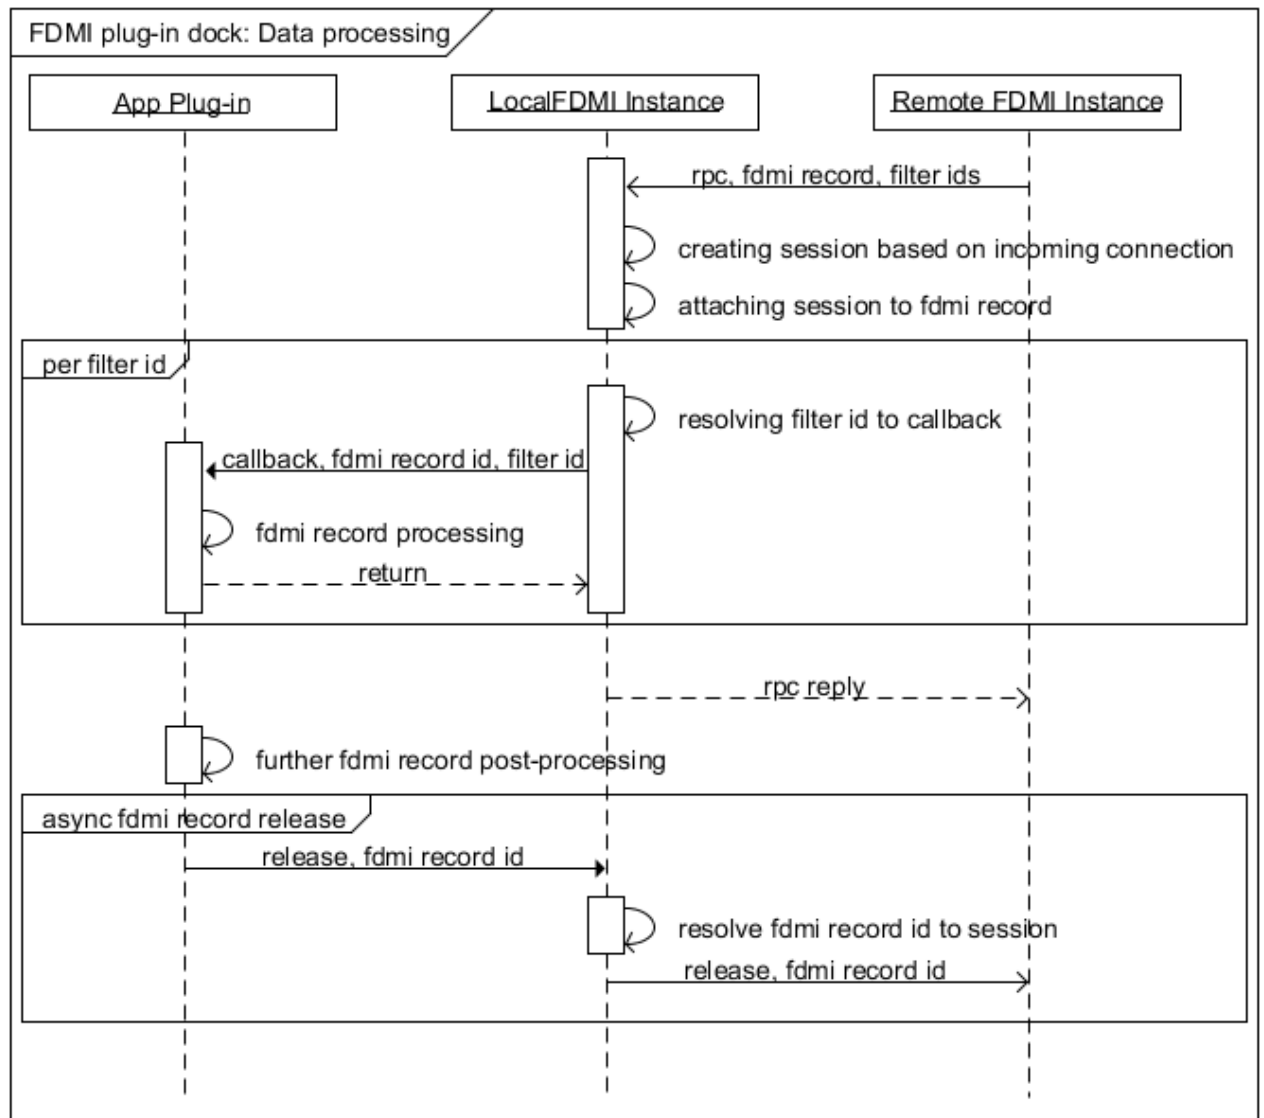 FDMI plug-in dock: Data processing
App Plug-in
LocalFDMI Instance
Remote FDMI Instance
rpc, fdmi record, filter ids
creating session based on incoming connection
attaching session to fdmi record
per filter id
resolving filter id to callback
callback, fdmi record id, filter id
fdmi record processing
return
rpc reply
further fdmi record post-processing
async fdmi record release
release, fdmi record id
resolve fdmi record id to session
release, fdmi record id